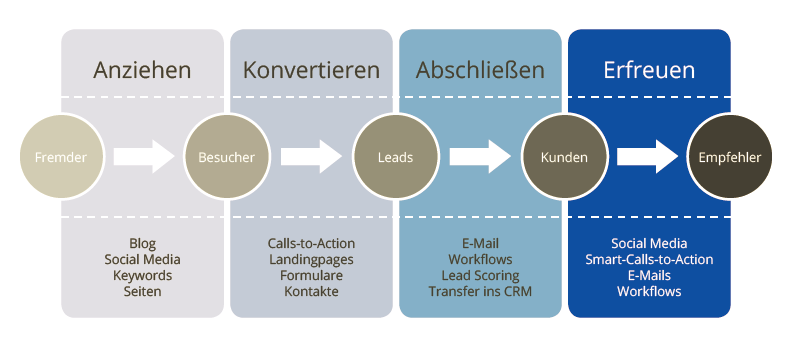 Anziehen
Konvertieren
Abschließen
Erfreuen
Fremder
Besucher
Leads
Kunden
Empfehler
Blog
Social Media
Keywords
Seiten
Calls-to-Action
Landingpages
Formulare
Kontakte
E-Mail
Workflows
Lead Scoring
Transfer ins CRM
Social Media
Smart-Calls-to-Action
E-Mails
Workflows